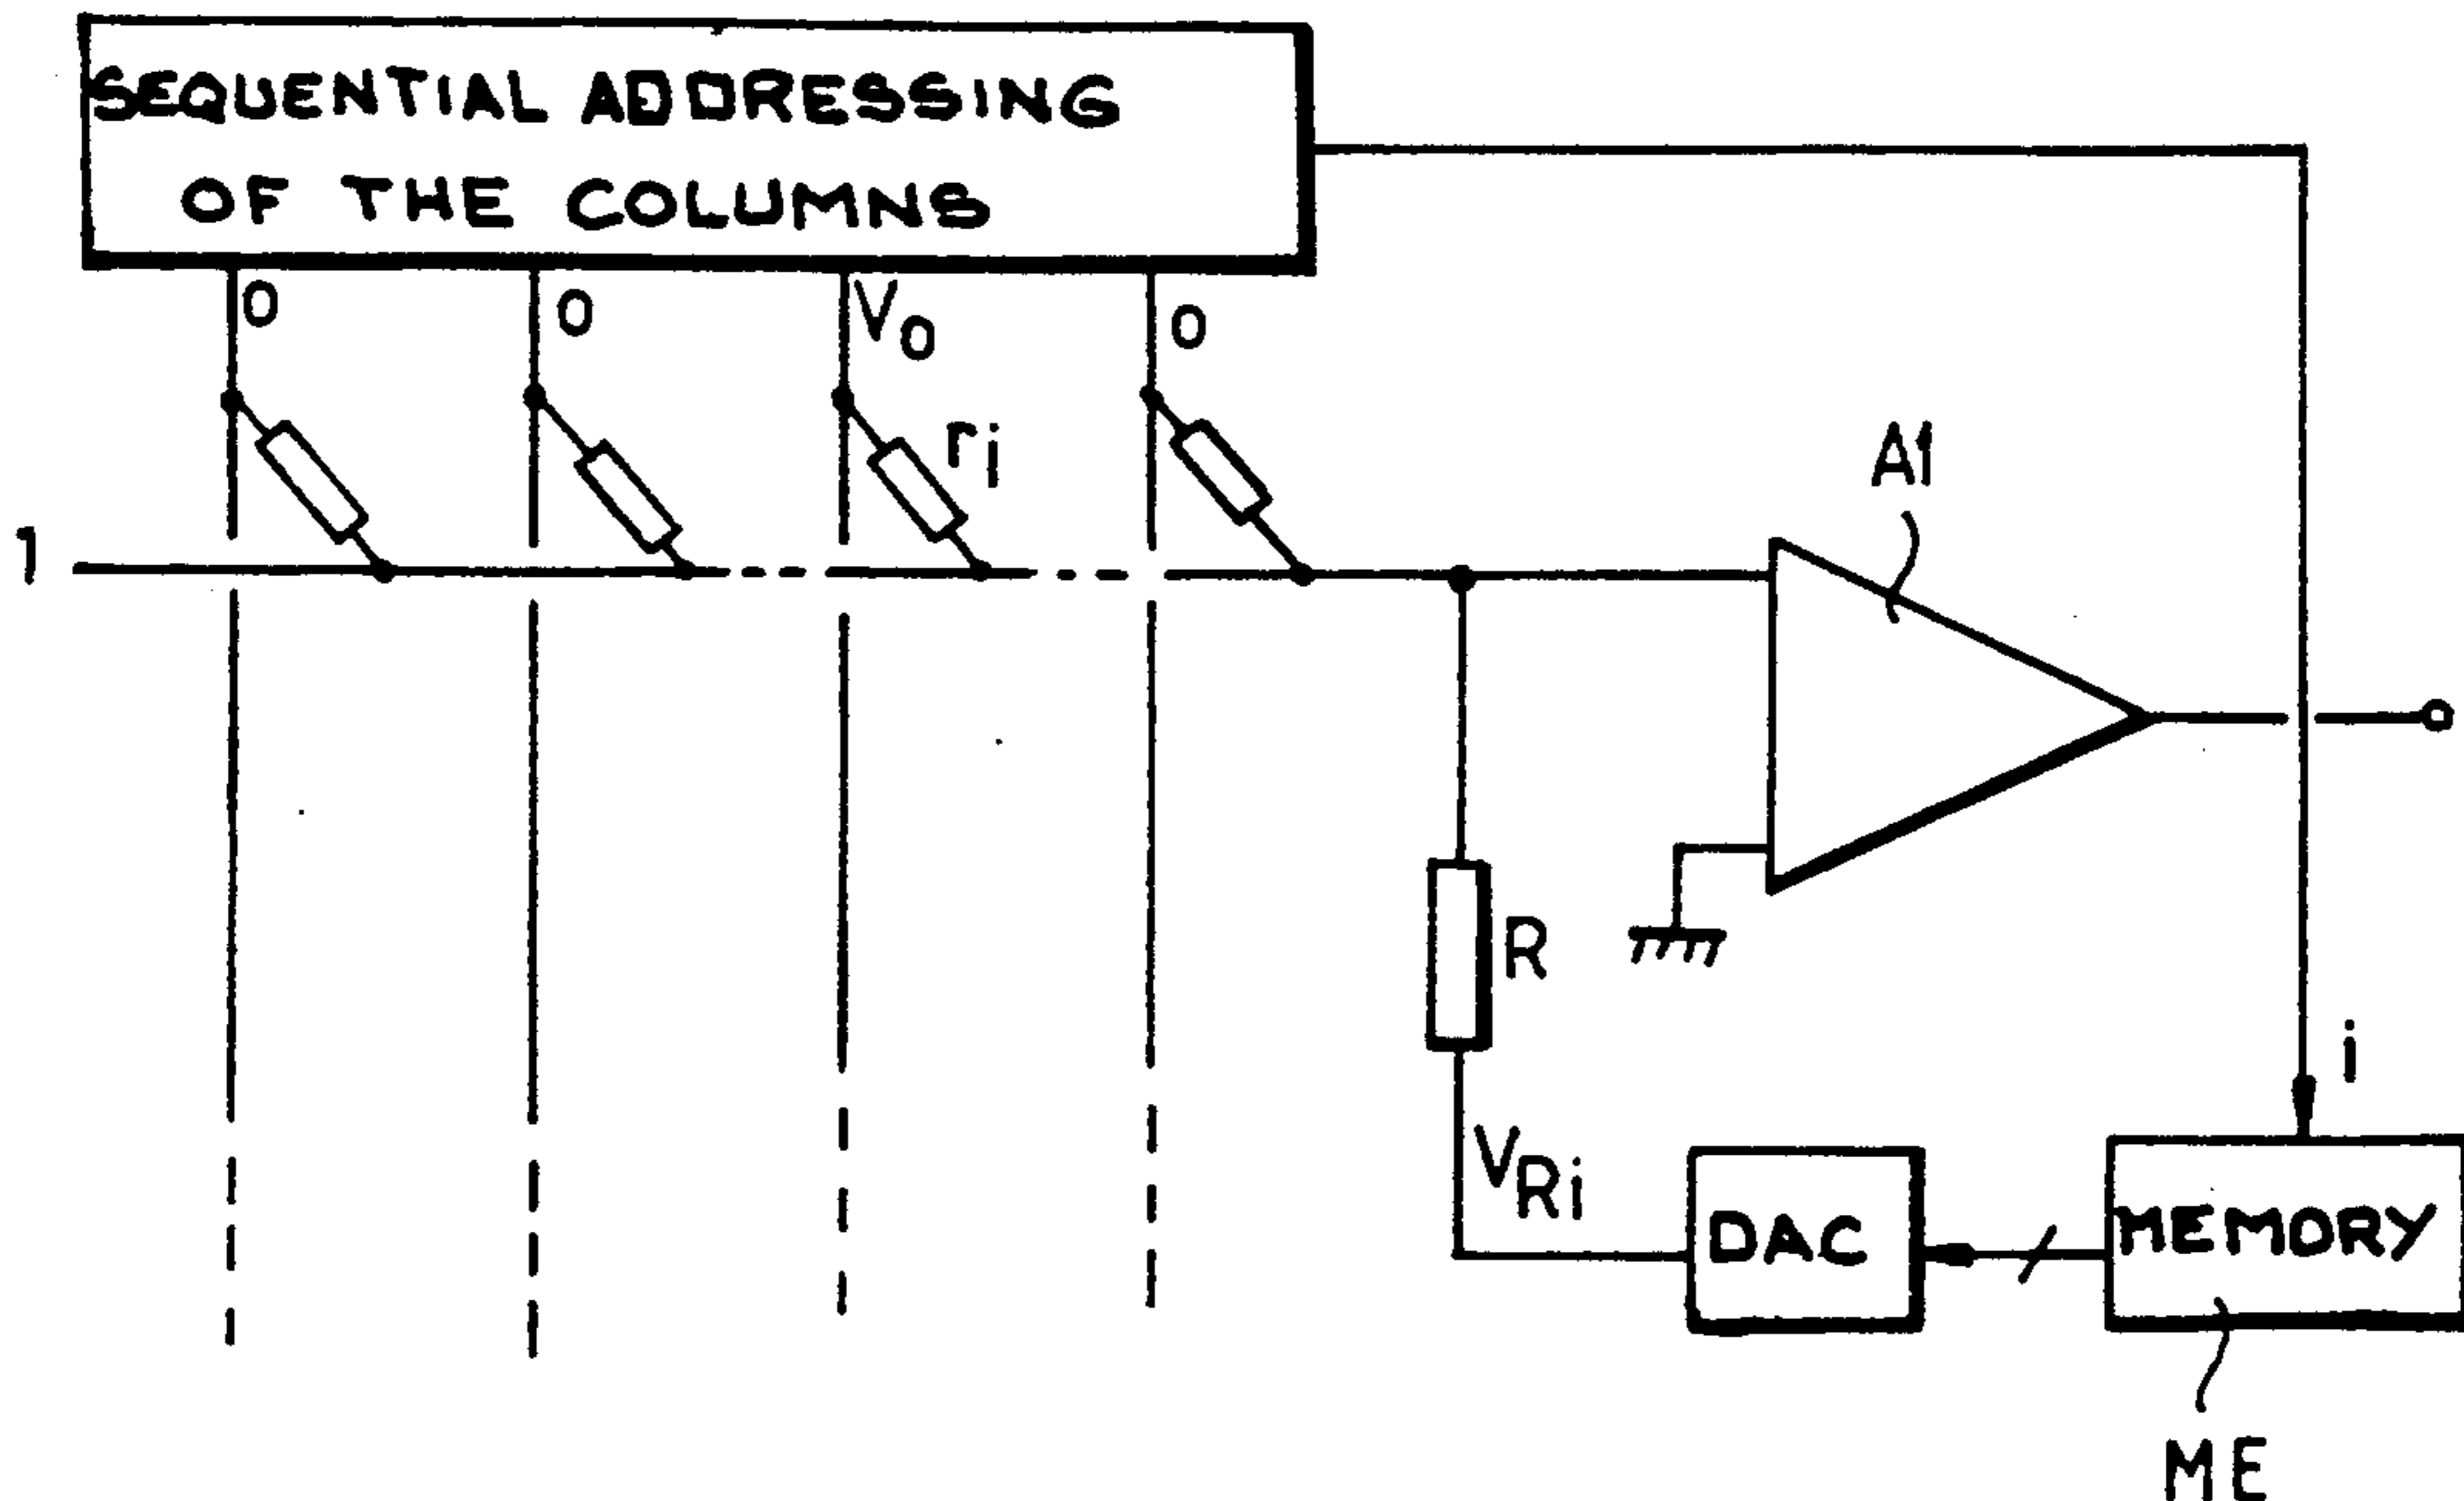 SEQUENTIAL ADDRESSING
OF THE COLUMNS
0
0
V0
0
ri
A1
1
R
i
VRi
DAC
MEMORY
ME